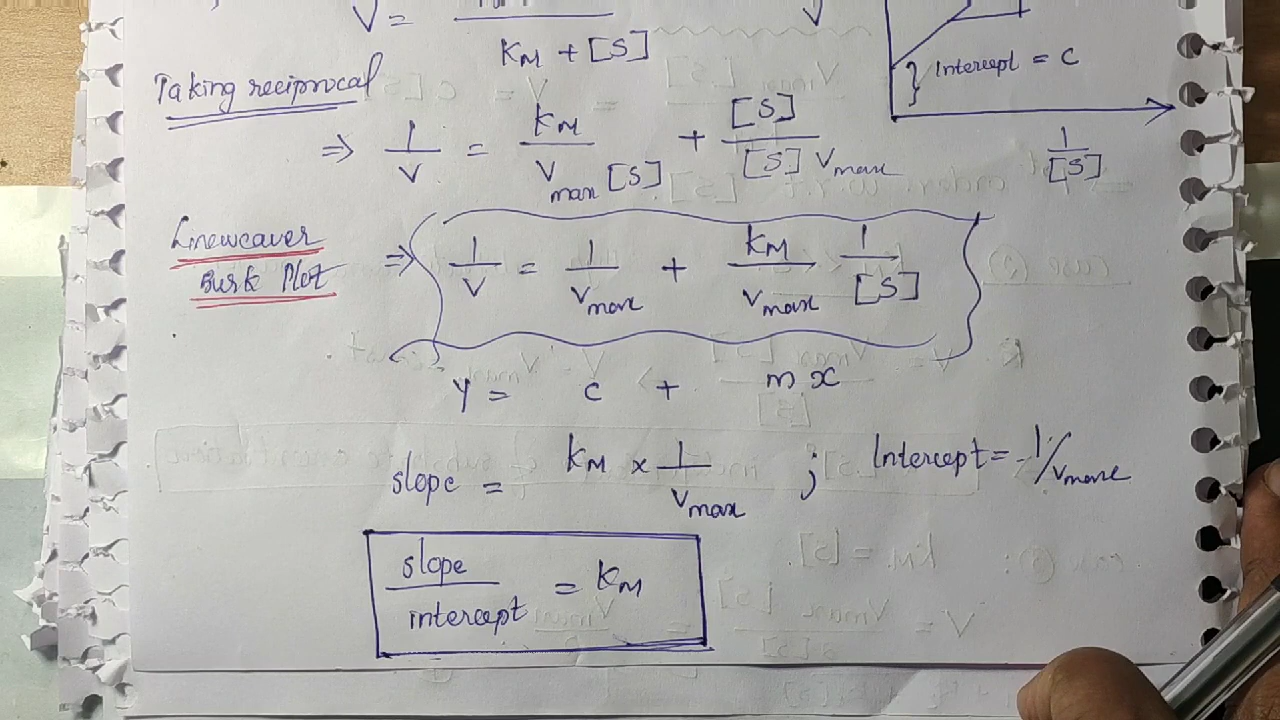 V =
KM + [S]
Intercept = C
1/[S]
Taking reciprocal
⇒ 1/V = KM/Vmax [S] + [S]/[S] Vmax
Lineweaver
Burk Plot
⇒ 1/V = 1/Vmax + KM/Vmax 1/[S]
y = c + mx
slope = KM × 1/Vmax ; Intercept = 1/Vmax
slope/intercept = KM